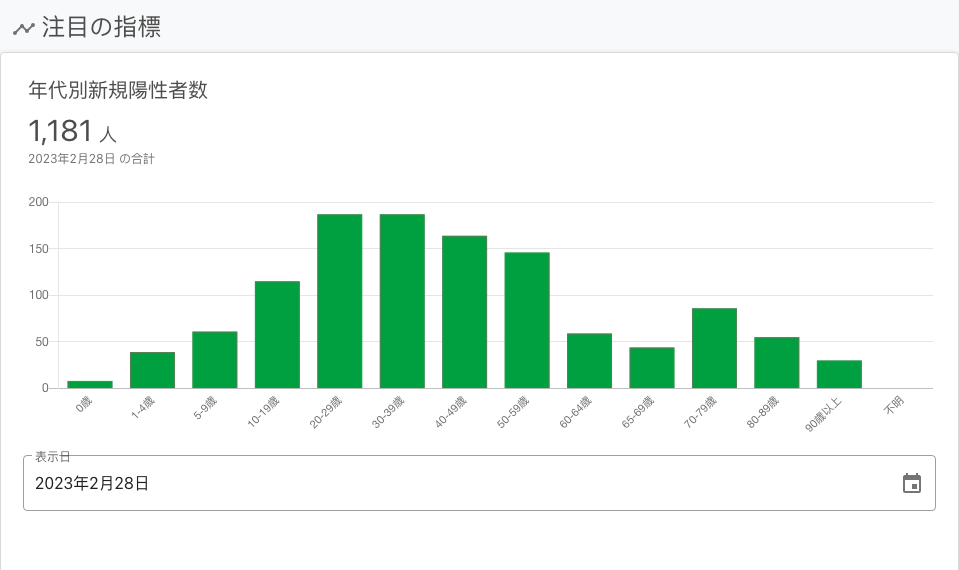 注目の指標
年代別新規陽性者数
1,181 人
2023年2月28日 の合計
200
150
100
50
0
0歳 1-4歳 5-9歳 10-19歳 20-29歳 30-39歳 40-49歳 50-59歳 60-64歳 65-69歳 70-79歳 80-89歳 90歳以上 不明
表示日
2023年2月28日